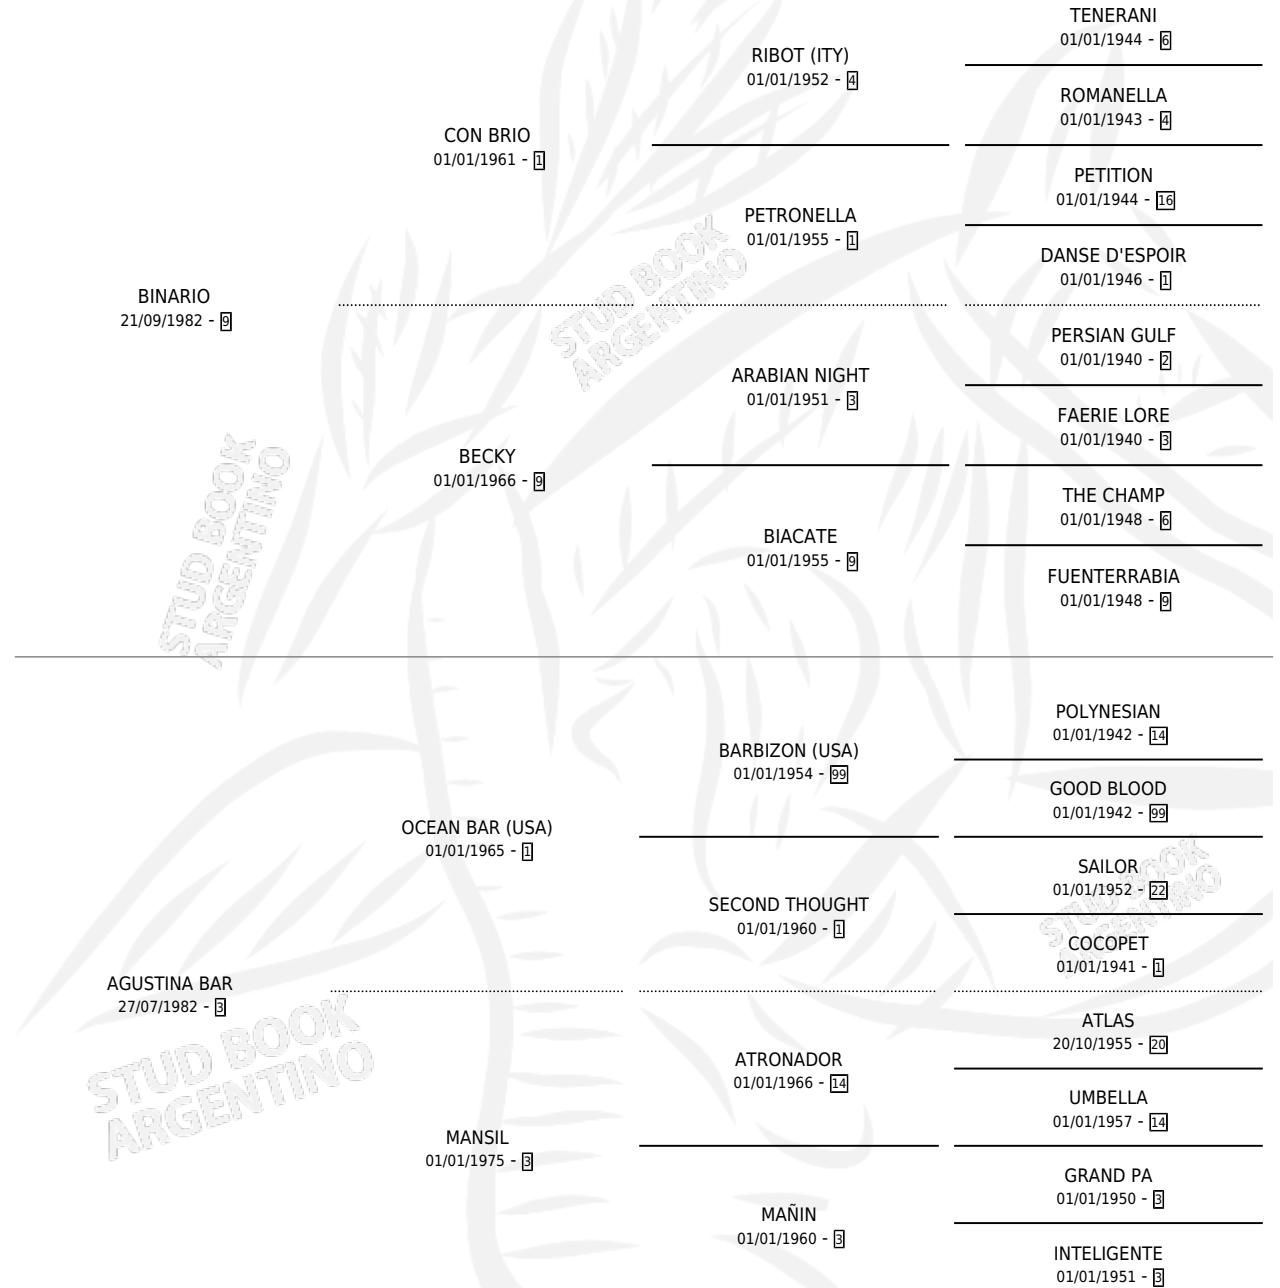 TENERANI
01/01/1944 - 6
RIBOT (ITY)
01/01/1952 - 4
ROMANELLA
01/01/1943 - 4
CON BRIO
01/01/1961 - 1
PETITION
01/01/1944 - 16
PETRONELLA
01/01/1955 - 1
DANSE D'ESPOIR
01/01/1946 - 1
BINARIO
21/09/1982 - 9
PERSIAN GULF
01/01/1940 - 2
ARABIAN NIGHT
01/01/1951 - 3
FAERIE LORE
01/01/1940 - 3
BECKY
01/01/1966 - 9
THE CHAMP
01/01/1948 - 6
BIACATE
01/01/1955 - 9
FUENTERRABIA
01/01/1948 - 9
STUD BOOK
ARGENTINO
STUD BOOK
ARGENTINO
POLYNESIAN
01/01/1942 - 14
BARBIZON (USA)
01/01/1954 - 99
GOOD BLOOD
01/01/1942 - 99
OCEAN BAR (USA)
01/01/1965 - 1
SAILOR
01/01/1952 - 22
SECOND THOUGHT
01/01/1960 - 1
COCOPET
01/01/1941 - 1
AGUSTINA BAR
27/07/1982 - 3
ATLAS
20/10/1955 - 20
ATRONADOR
01/01/1966 - 14
UMBELLA
01/01/1957 - 14
MANSIL
01/01/1975 - 3
GRAND PA
01/01/1950 - 3
MAÑIN
01/01/1960 - 3
INTELIGENTE
01/01/1951 - 3
STUD BOOK
ARGENTINO
STUD BOOK
ARGENTINO